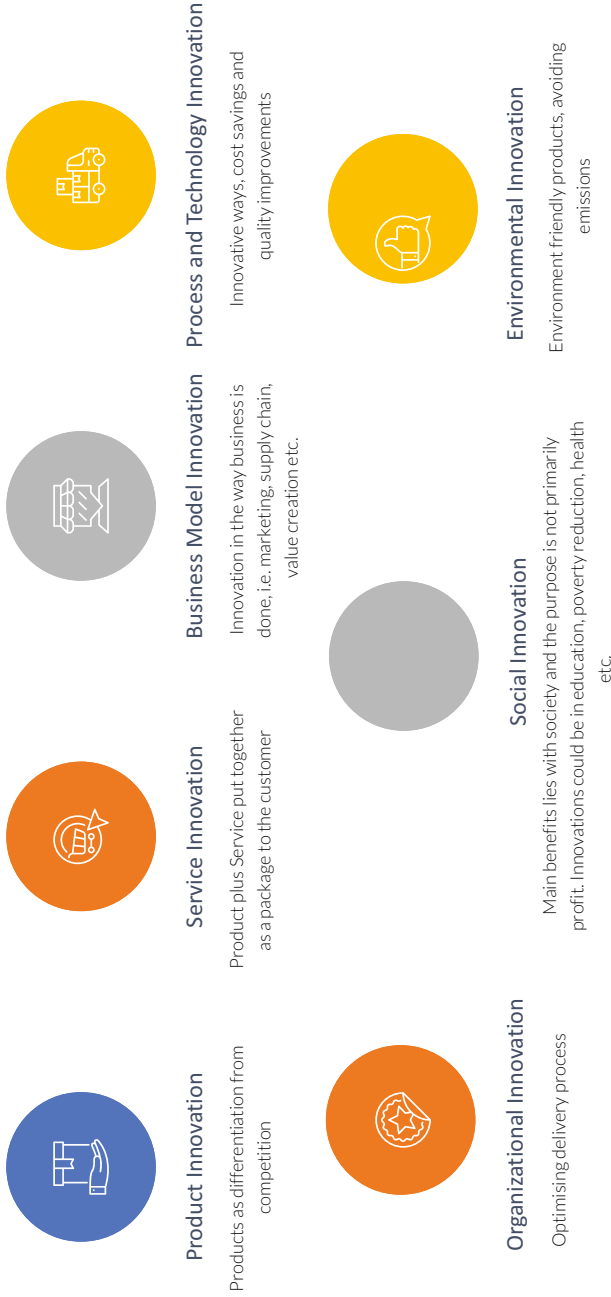 Product Innovation
Products as differentiation from
competition
Service Innovation
Product plus Service put together
as a package to the customer
Business Model Innovation
Innovation in the way business is
done, i.e. marketing, supply chain,
value creation etc.
Process and Technology Innovation
Innovative ways, cost savings and
quality improvements
Organizational Innovation
Optimising delivery process
Social Innovation
Main benefits lies with society and the purpose is not primarily
profit. Innovations could be in education, poverty reduction, health
etc.
Environmental Innovation
Environment friendly products, avoiding
emissions